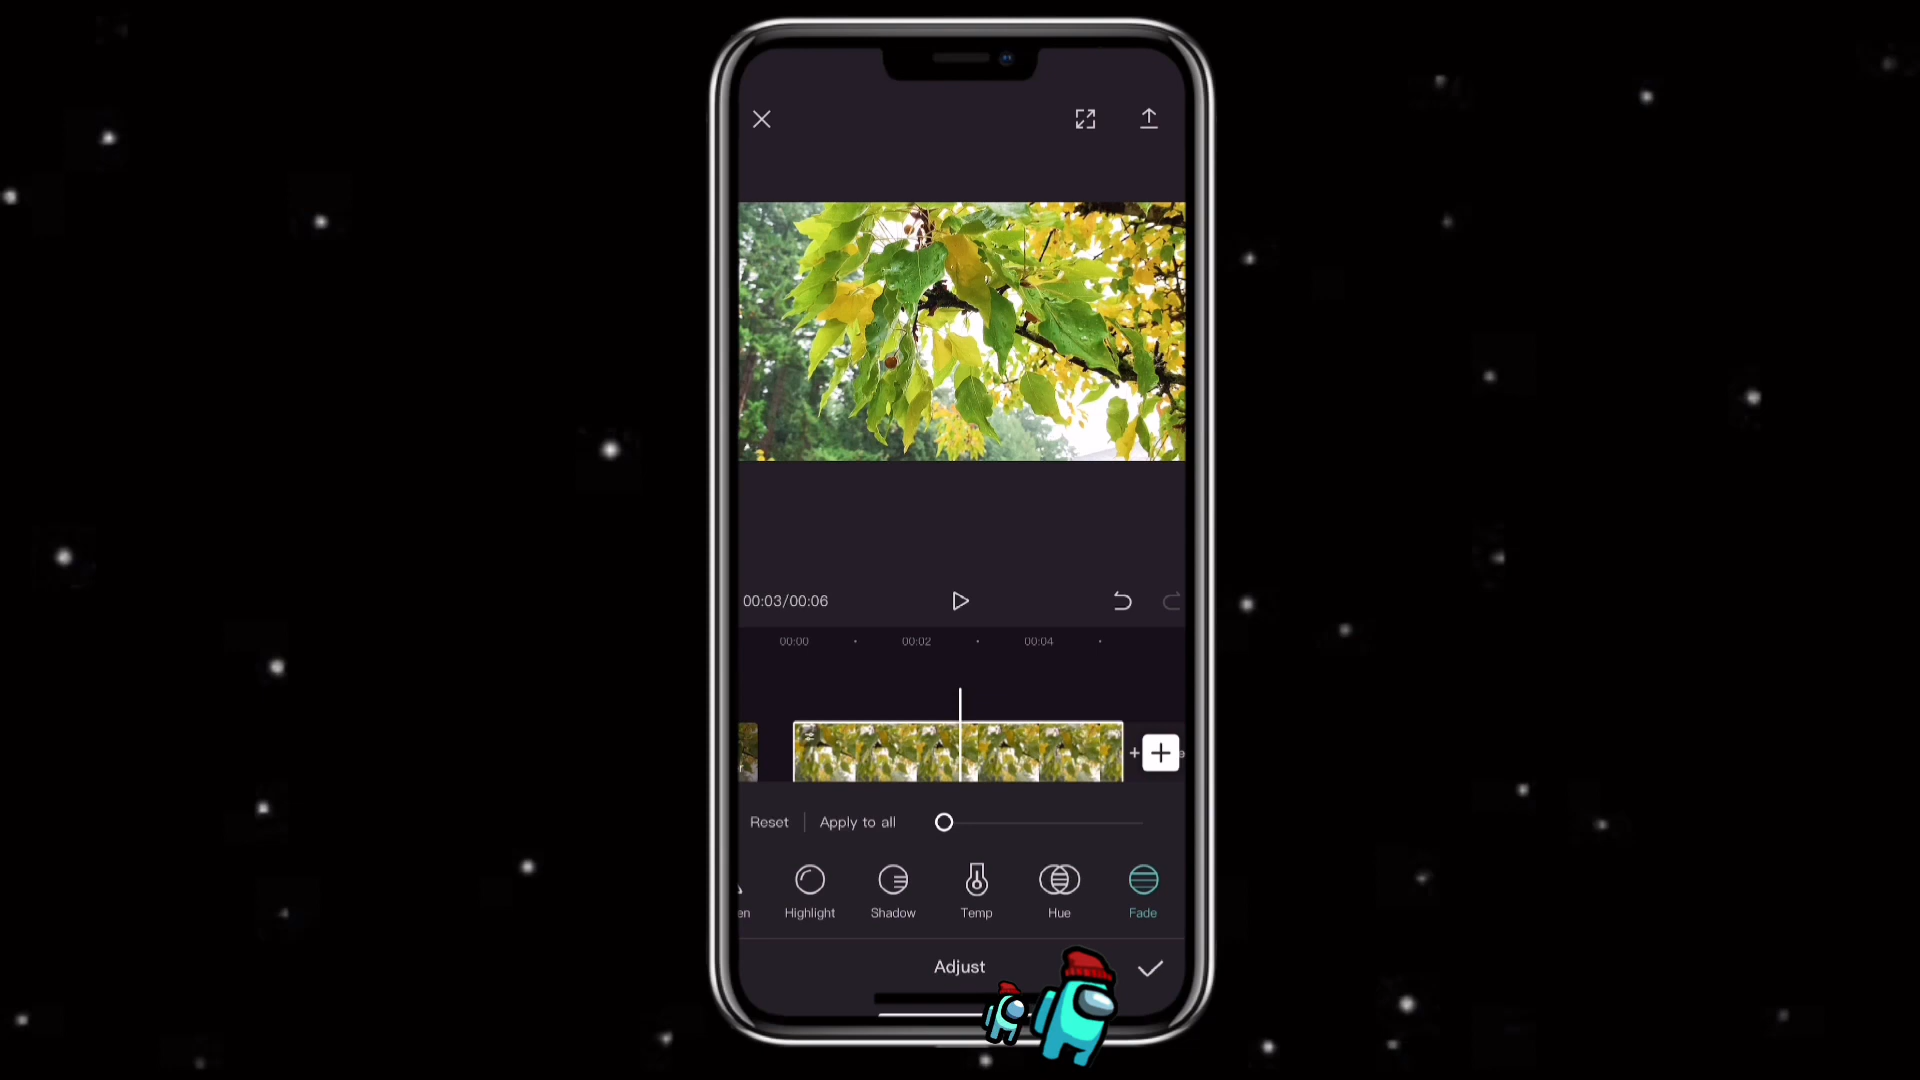 00:03/00:06
00:00
00:02
00:04
Reset
Apply to all
en
Highlight
Shadow
Temp
Hue
Fade
Adjust